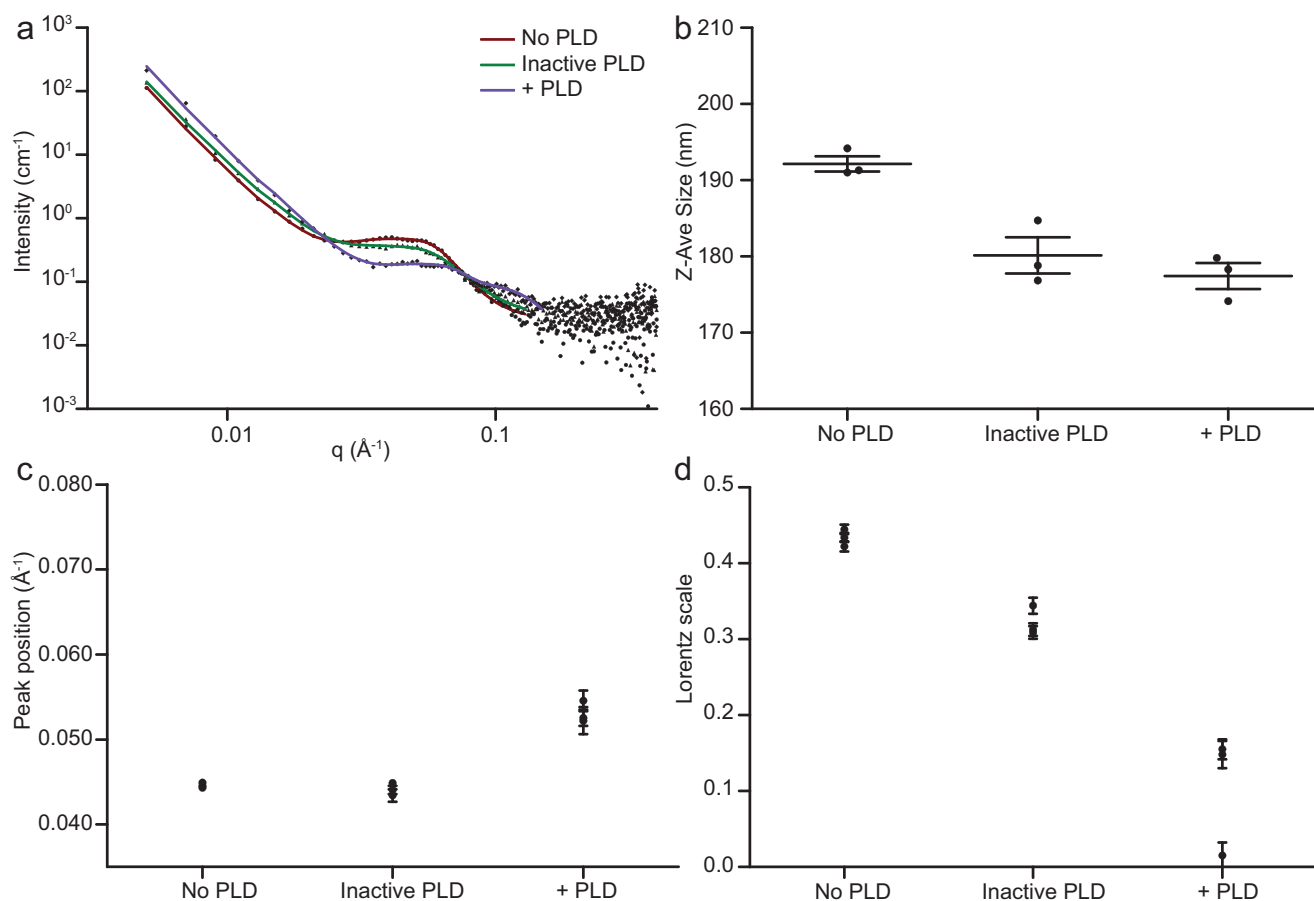 a
10³
10²
10¹
10⁰
10⁻¹
10⁻²
10⁻³
Intensity (cm⁻¹)
No PLD
Inactive PLD
+ PLD
0.01
0.1
q (Å⁻¹)
b
210
200
190
180
170
160
Z-Ave Size (nm)
No PLD
Inactive PLD
+ PLD
c
0.080
0.070
0.060
0.050
0.040
Peak position (Å⁻¹)
No PLD
Inactive PLD
+ PLD
d
0.5
0.4
0.3
0.2
0.1
0.0
Lorentz scale
No PLD
Inactive PLD
+ PLD